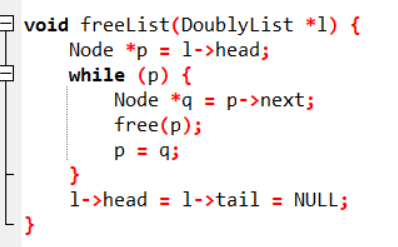 void freeList(DoublyList *l) {
    Node *p = l->head;
    while (p) {
        Node *q = p->next;
        free(p);
        p = q;
    }
    l->head = l->tail = NULL;
}